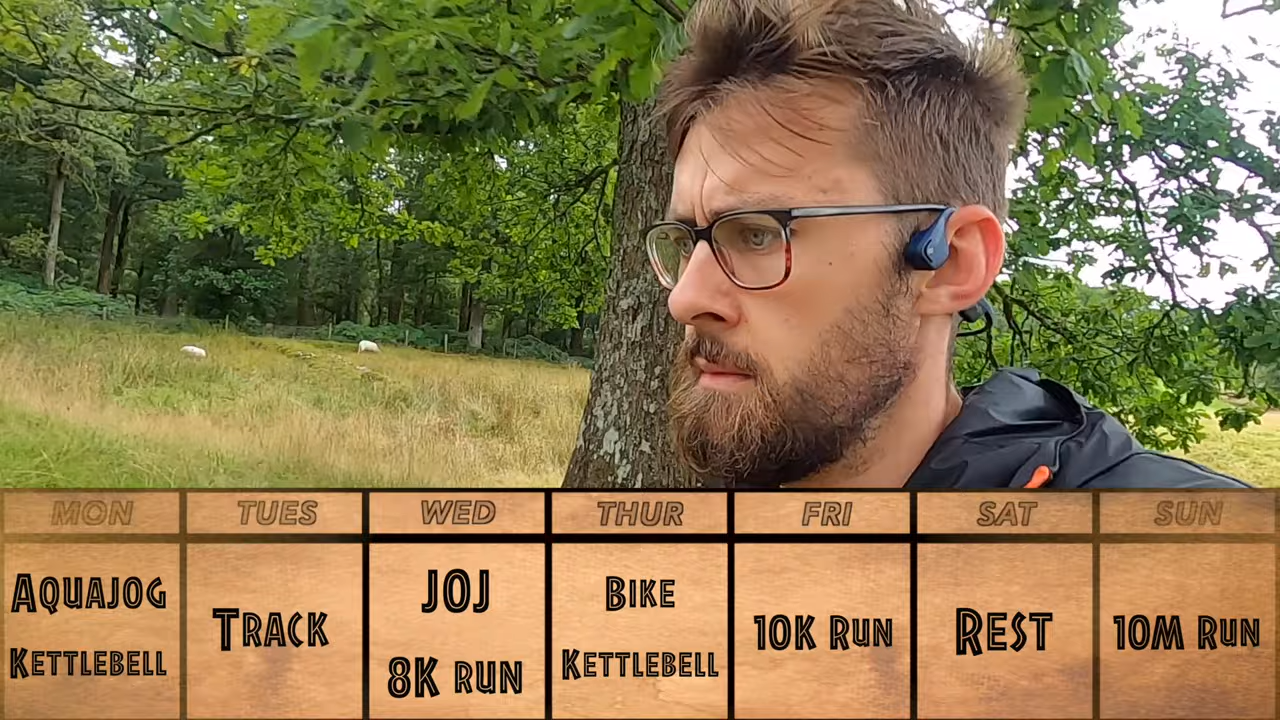 MON TUES WED THUR FRI SAT SUN
AQUAJOG
KETTLEBELL
TRACK
JOJ
8K RUN
BIKE
KETTLEBELL
10K RUN
REST
10M RUN